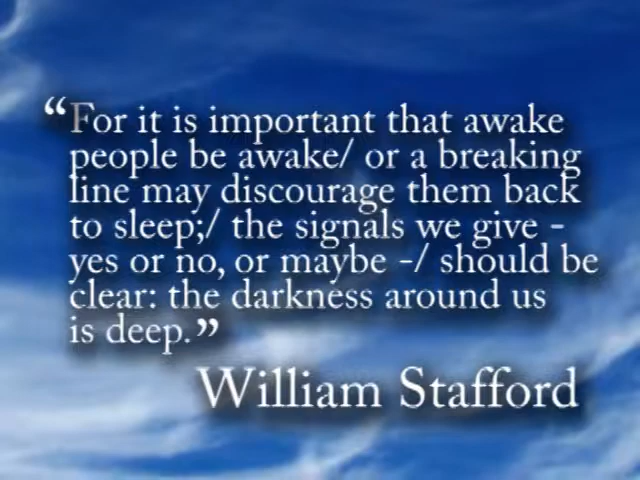 “For it is important that awake
people be awake/ or a breaking
line may discourage them back
to sleep;/ the signals we give -
yes or no, or maybe -/ should be
clear: the darkness around us
is deep.”
William Stafford